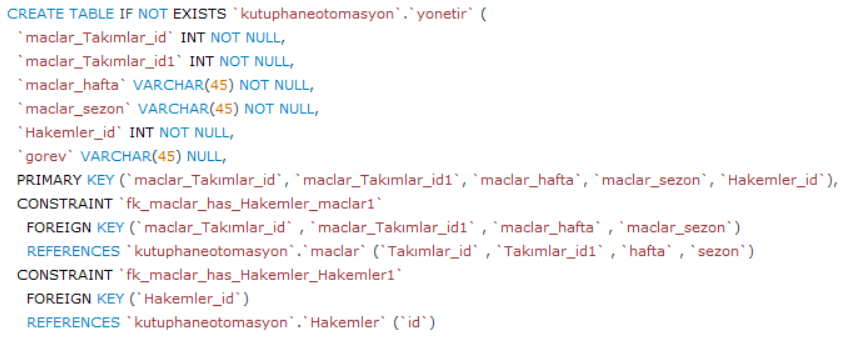 CREATE TABLE IF NOT EXISTS `kutuphaneotomasyon`.`yonetir` (
`maclar_Takımlar_id` INT NOT NULL,
`maclar_Takımlar_id1` INT NOT NULL,
`maclar_hafta` VARCHAR(45) NOT NULL,
`maclar_sezon` VARCHAR(45) NOT NULL,
`Hakemler_id` INT NOT NULL,
`gorev` VARCHAR(45) NULL,
PRIMARY KEY (`maclar_Takımlar_id`, `maclar_Takımlar_id1`, `maclar_hafta`, `maclar_sezon`, `Hakemler_id`),
CONSTRAINT `fk_maclar_has_Hakemler_maclar1`
FOREIGN KEY (`maclar_Takımlar_id` , `maclar_Takımlar_id1` , `maclar_hafta` , `maclar_sezon`)
REFERENCES `kutuphaneotomasyon`.`maclar` (`Takımlar_id` , `Takımlar_id1` , `hafta` , `sezon`)
CONSTRAINT `fk_maclar_has_Hakemler_Hakemler1`
FOREIGN KEY (`Hakemler_id`)
REFERENCES `kutuphaneotomasyon`.`Hakemler` (`id`)